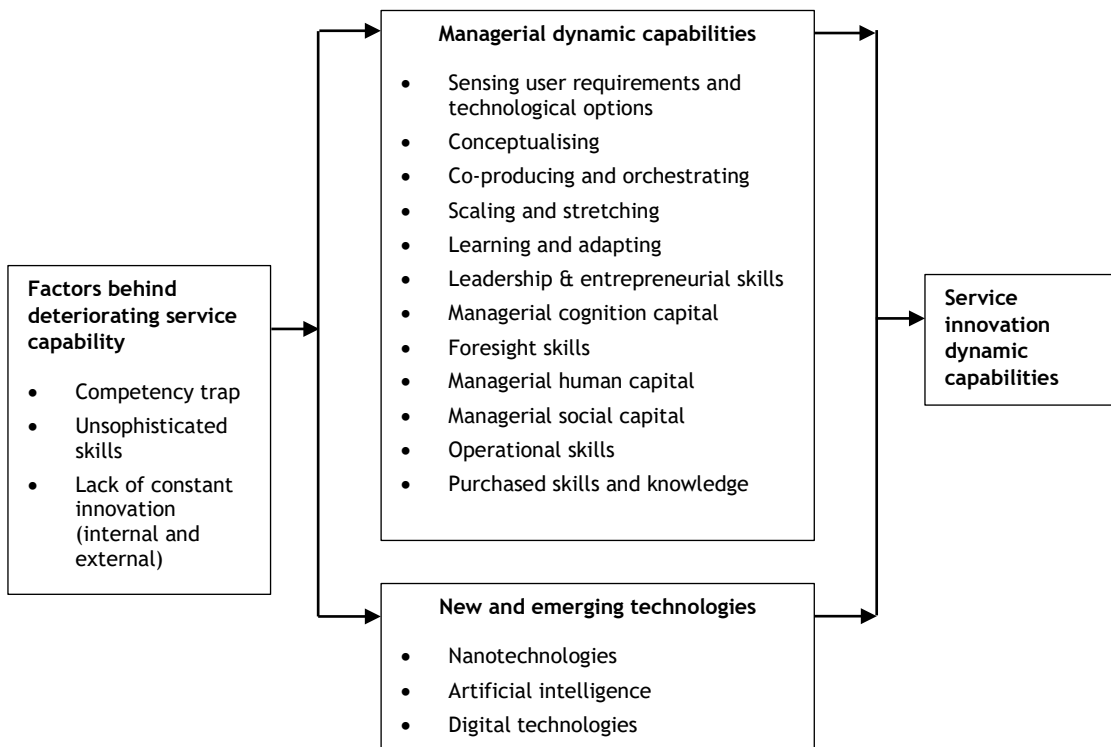 Managerial dynamic capabilities
• Sensing user requirements and
technological options
• Conceptualising
• Co-producing and orchestrating
• Scaling and stretching
• Learning and adapting
• Leadership & entrepreneurial skills
• Managerial cognition capital
• Foresight skills
• Managerial human capital
• Managerial social capital
• Operational skills
• Purchased skills and knowledge
Factors behind
deteriorating service
capability
• Competency trap
• Unsophisticated
skills
• Lack of constant
innovation
(internal and
external)
Service
innovation
dynamic
capabilities
New and emerging technologies
• Nanotechnologies
• Artificial intelligence
• Digital technologies